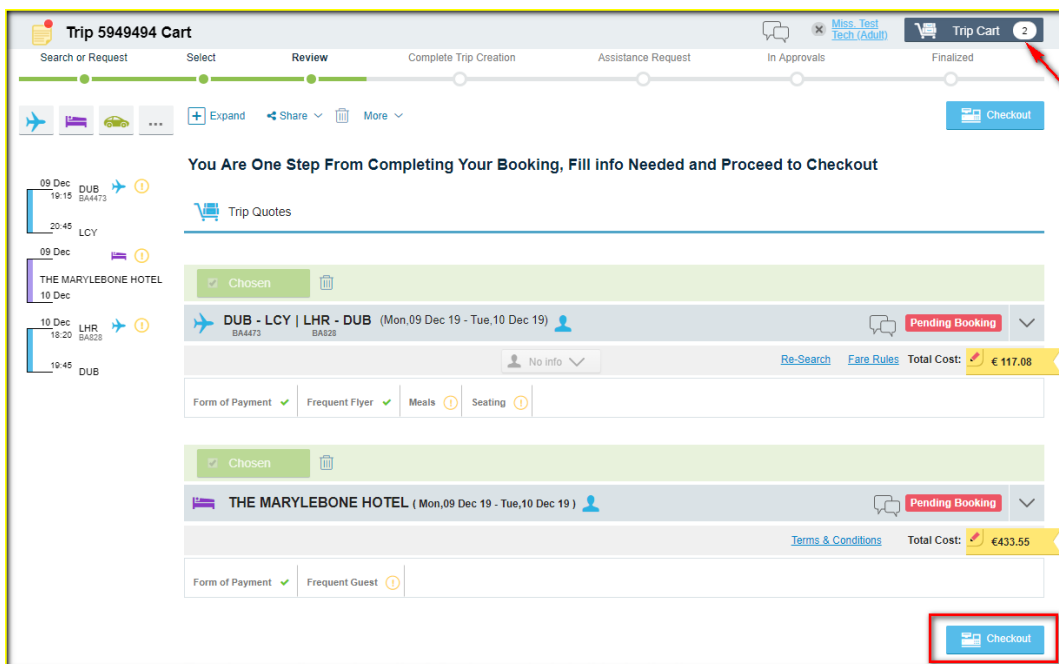 Trip 5949494 Cart
Miss. Test
Tech (Adult)
Trip Cart 2
Search or Request Select Review Complete Trip Creation Assistance Request In Approvals Finalized
Expand Share More
Checkout
You Are One Step From Completing Your Booking, Fill info Needed and Proceed to Checkout
Trip Quotes
09 Dec DUB
19:15 BA4473
20:45 LCY
09 Dec
THE MARYLEBONE HOTEL
10 Dec
10 Dec LHR
18:20 BA828
19:45 DUB
Chosen
DUB - LCY | LHR - DUB (Mon,09 Dec 19 - Tue,10 Dec 19)
BA4473 BA828
Pending Booking
No info
Re-Search Fare Rules Total Cost: € 117.08
Form of Payment Frequent Flyer Meals Seating
Chosen
THE MARYLEBONE HOTEL ( Mon,09 Dec 19 - Tue,10 Dec 19 )
Pending Booking
Terms & Conditions Total Cost: €433.55
Form of Payment Frequent Guest
Checkout